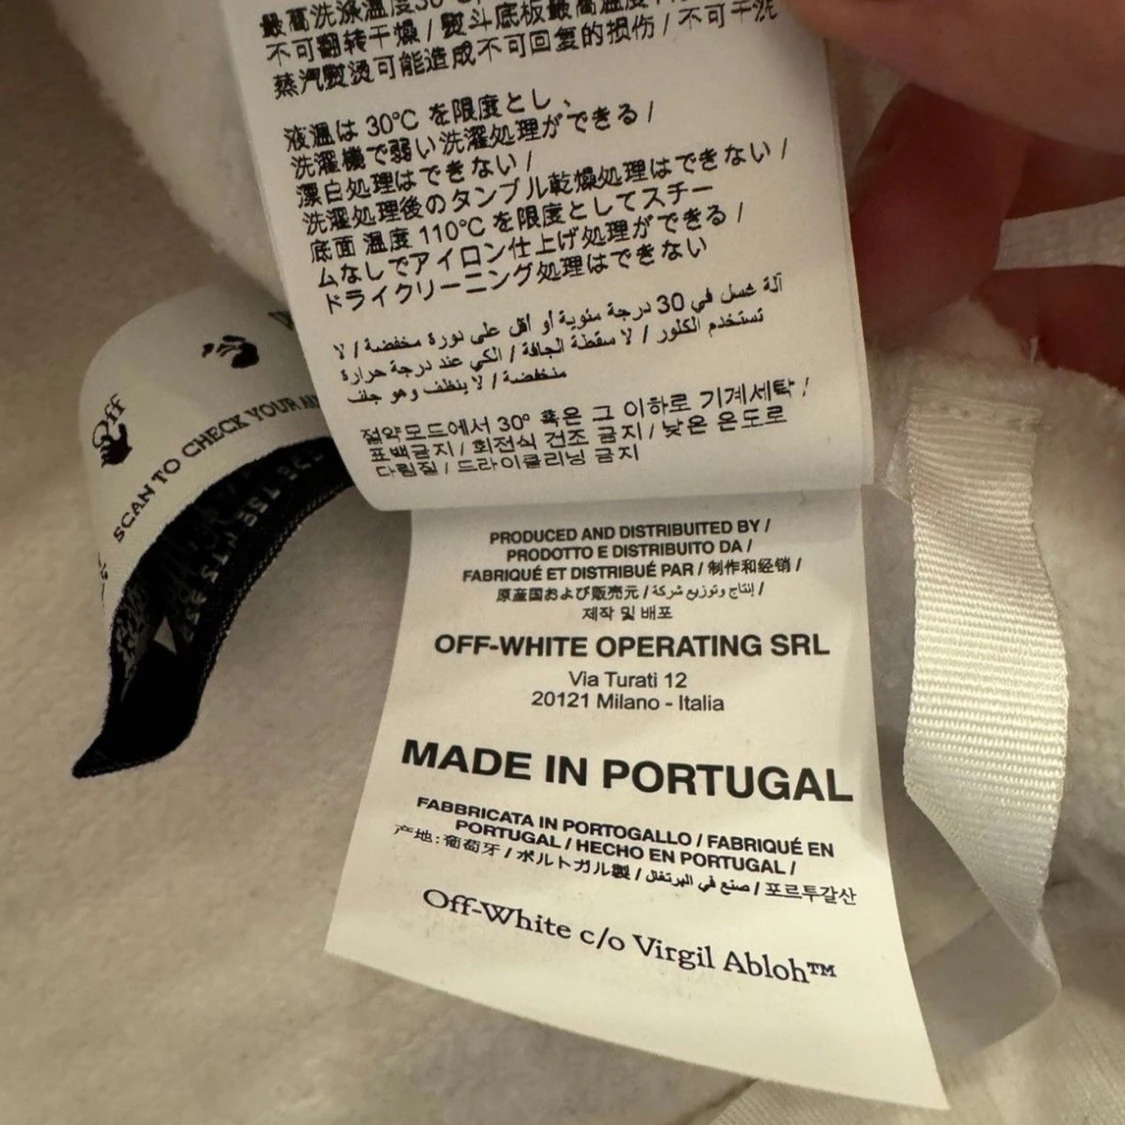 最高洗涤温度30°C
不可翻转干燥 / 熨斗底板最高温度
蒸汽熨烫可能造成不可回复的损伤 / 不可干洗
液温は 30℃ を限度とし、
洗濯機で弱い洗濯処理ができる /
漂白処理はできない /
洗濯処理後のタンブル乾燥処理はできない /
底面 温度 110℃ を限度としてスチー
ムなしでアイロン仕上げ処理ができる /
ドライクリーニング処理はできない
آلة غسل في 30 درجة مئوية أو أقل على دورة مخفضة / لا
تستخدم الكلور / لا سقطة الجافة / الكي عند درجة حرارة
منخفضة / لا ينظف وهو جلف
절약모드에서 30° 혹은 그 이하로 기계세탁 /
표백금지 / 회전식 건조 금지 / 낮은 온도로
다림질 / 드라이클리닝 금지
Off
SCAN TO CHECK YOUR
PRODUCED AND DISTRIBUITED BY /
PRODOTTO E DISTRIBUITO DA /
FABRIQUÉ ET DISTRIBUÉ PAR / 制作和经销 /
原産国および販売元 / إنتاج وتوزيع شركة /
제작 및 배포
OFF-WHITE OPERATING SRL
Via Turati 12
20121 Milano - Italia
MADE IN PORTUGAL
FABBRICATA IN PORTOGALLO / FABRIQUÉ EN
PORTUGAL / HECHO EN PORTUGAL /
产地: 葡萄牙 / ポルトガル製 / صنع في البرتغال / 포르투갈산
Off-White c/o Virgil Abloh™